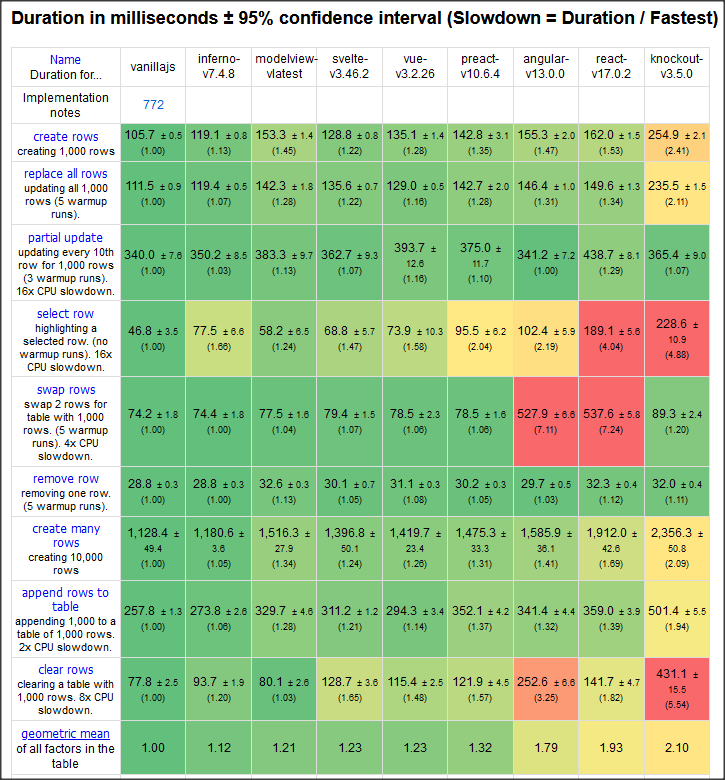 Duration in milliseconds ± 95% confidence interval (Slowdown = Duration / Fastest)
Name
Duration for... vanillajs inferno-v7.4.8 modelview-vlatest svelte-v3.46.2 vue-v3.2.26 preact-v10.6.4 angular-v13.0.0 react-v17.0.2 knockout-v3.5.0
Implementation notes 772
create rows
creating 1,000 rows
105.7 ± 0.5 (1.00) 119.1 ± 0.8 (1.13) 153.3 ± 1.4 (1.45) 128.8 ± 0.8 (1.22) 135.1 ± 1.4 (1.28) 142.8 ± 3.1 (1.35) 155.3 ± 2.0 (1.47) 162.0 ± 1.5 (1.53) 254.9 ± 2.1 (2.41)
replace all rows
updating all 1,000 rows (5 warmup runs).
111.5 ± 0.9 (1.00) 119.4 ± 0.5 (1.07) 142.3 ± 1.8 (1.28) 135.6 ± 0.7 (1.22) 129.0 ± 0.5 (1.16) 142.7 ± 2.0 (1.28) 146.4 ± 1.0 (1.31) 149.6 ± 1.3 (1.34) 235.5 ± 1.5 (2.11)
partial update
updating every 10th row for 1,000 rows (3 warmup runs). 16x CPU slowdown.
340.0 ± 7.6 (1.00) 350.2 ± 8.5 (1.03) 383.3 ± 9.7 (1.13) 362.7 ± 9.3 (1.07) 393.7 ± 12.6 (1.16) 375.0 ± 11.7 (1.10) 341.2 ± 7.2 (1.00) 438.7 ± 8.1 (1.29) 365.4 ± 9.0 (1.07)
select row
highlighting a selected row. (no warmup runs). 16x CPU slowdown.
46.8 ± 3.5 (1.00) 77.5 ± 6.6 (1.66) 58.2 ± 6.5 (1.24) 68.8 ± 5.7 (1.47) 73.9 ± 10.3 (1.58) 95.5 ± 6.2 (2.04) 102.4 ± 5.9 (2.19) 189.1 ± 5.6 (4.04) 228.6 ± 10.9 (4.88)
swap rows
swap 2 rows for table with 1,000 rows. (5 warmup runs). 4x CPU slowdown.
74.2 ± 1.8 (1.00) 74.4 ± 1.8 (1.00) 77.5 ± 1.6 (1.04) 79.4 ± 1.5 (1.07) 78.5 ± 2.3 (1.06) 78.5 ± 1.6 (1.06) 527.9 ± 6.6 (7.11) 537.6 ± 5.8 (7.24) 89.3 ± 2.4 (1.20)
remove row
removing one row. (5 warmup runs).
28.8 ± 0.3 (1.00) 28.8 ± 0.3 (1.00) 32.6 ± 0.3 (1.13) 30.1 ± 0.7 (1.05) 31.1 ± 0.3 (1.08) 30.2 ± 0.3 (1.05) 29.7 ± 0.5 (1.03) 32.3 ± 0.4 (1.12) 32.0 ± 0.4 (1.11)
create many rows
creating 10,000 rows
1,128.4 ± 49.4 (1.00) 1,180.6 ± 3.6 (1.05) 1,516.3 ± 27.9 (1.34) 1,396.8 ± 50.1 (1.24) 1,419.7 ± 23.4 (1.26) 1,475.3 ± 33.3 (1.31) 1,585.9 ± 36.1 (1.41) 1,912.0 ± 42.6 (1.69) 2,356.3 ± 50.8 (2.09)
append rows to table
appending 1,000 to a table of 1,000 rows. 2x CPU slowdown.
257.8 ± 1.3 (1.00) 273.8 ± 2.6 (1.06) 329.7 ± 4.6 (1.28) 311.2 ± 1.2 (1.21) 294.3 ± 3.4 (1.14) 352.1 ± 4.2 (1.37) 341.4 ± 4.4 (1.32) 359.0 ± 3.9 (1.39) 501.4 ± 5.5 (1.94)
clear rows
clearing a table with 1,000 rows. 8x CPU slowdown.
77.8 ± 2.5 (1.00) 93.7 ± 1.9 (1.20) 80.1 ± 2.6 (1.03) 128.7 ± 3.6 (1.65) 115.4 ± 2.5 (1.48) 121.9 ± 4.5 (1.57) 252.6 ± 6.6 (3.25) 141.7 ± 4.7 (1.82) 431.1 ± 15.5 (5.54)
geometric mean
of all factors in the table
1.00 1.12 1.21 1.23 1.23 1.32 1.79 1.93 2.10